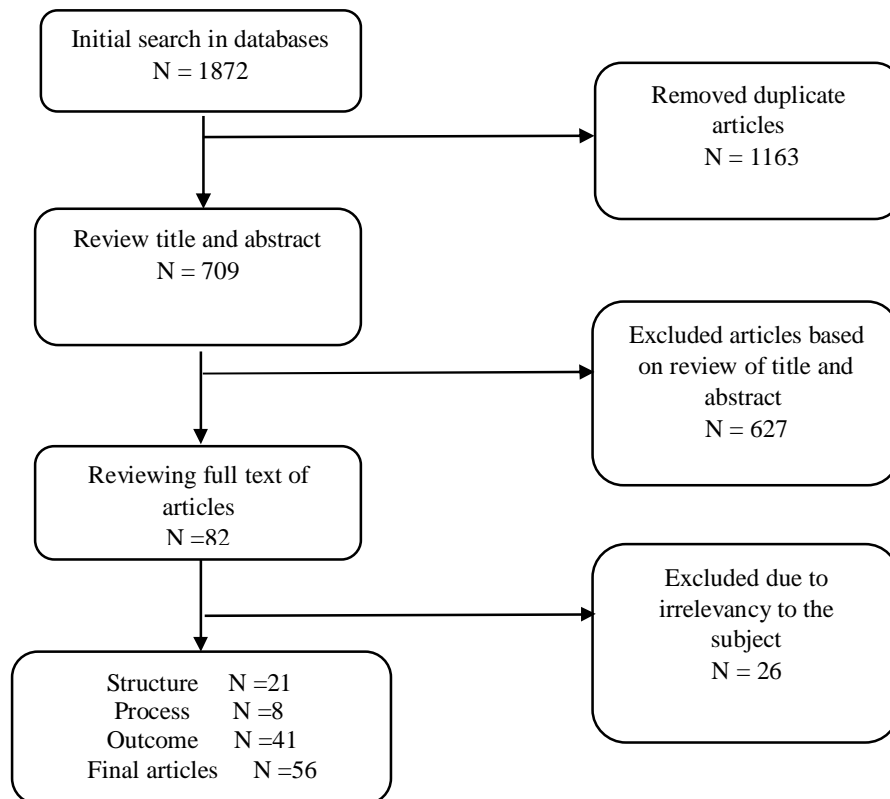 Initial search in databases
N = 1872
Removed duplicate
articles
N = 1163
Review title and abstract
N = 709
Excluded articles based
on review of title and
abstract
N = 627
Reviewing full text of
articles
N =82
Excluded due to
irrelevancy to the
subject
N = 26
Structure N =21
Process N =8
Outcome N =41
Final articles N =56